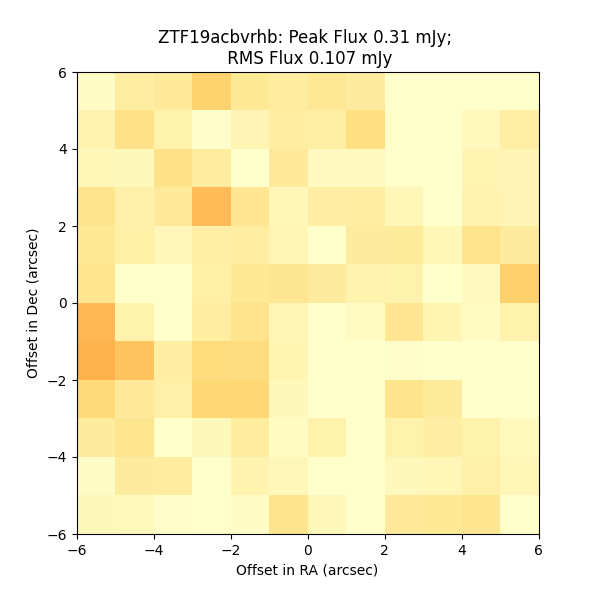 ZTF19acbvrhb: Peak Flux 0.31 mJy;
RMS Flux 0.107 mJy
6
4
2
0
−2
−4
−6
Offset in Dec (arcsec)
−6 −4 −2 0 2 4 6
Offset in RA (arcsec)